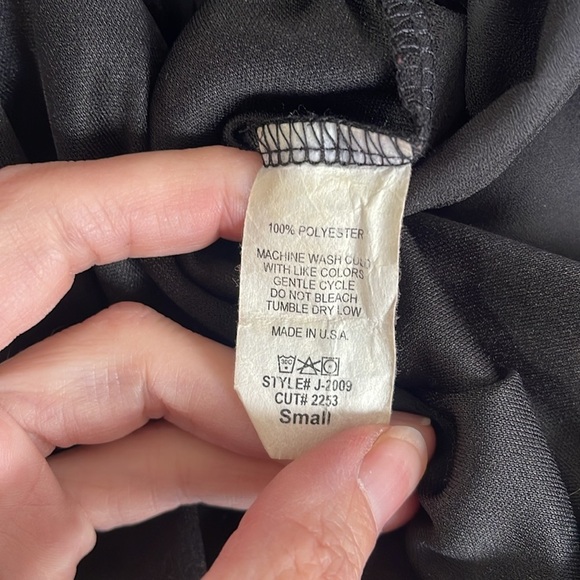 100% POLYESTER
MACHINE WASH COLD
WITH LIKE COLORS
GENTLE CYCLE
DO NOT BLEACH
TUMBLE DRY LOW
MADE IN U.S.A.
30C
STYLE# J-2009
CUT# 2253
Small